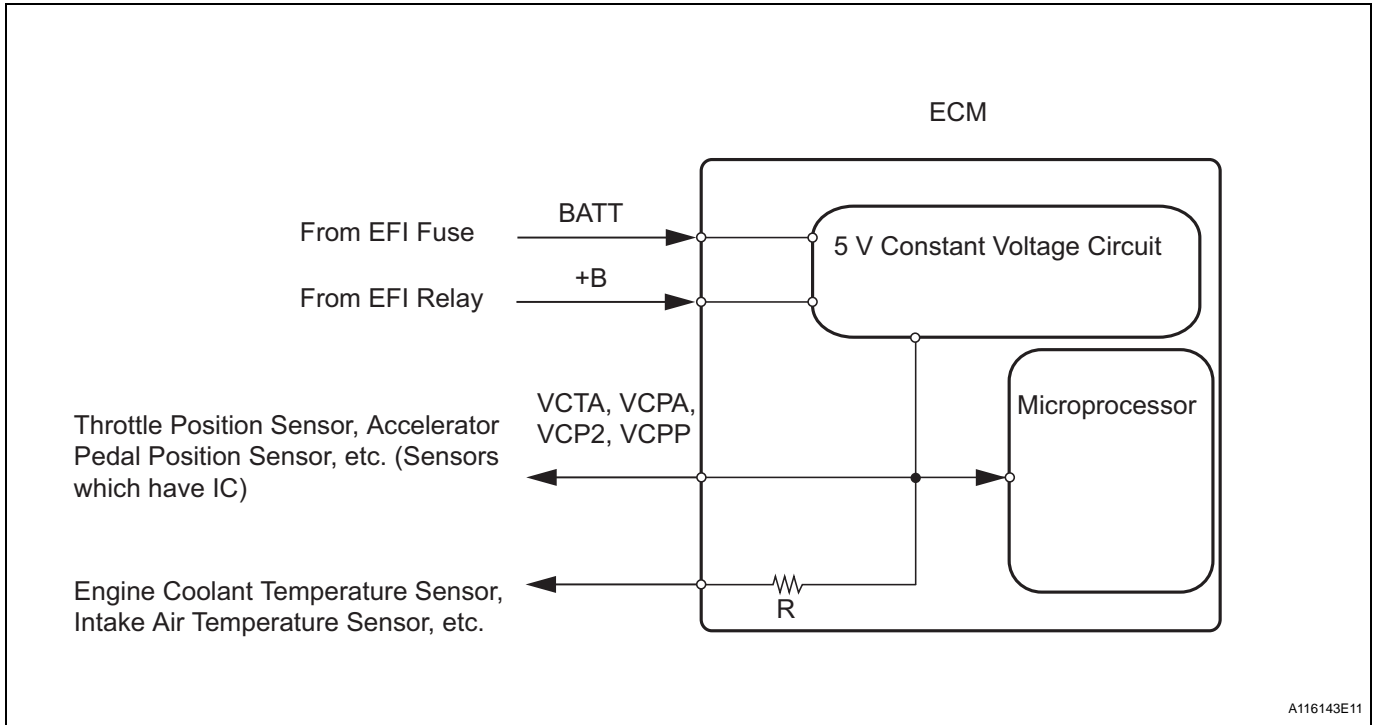 ECM
BATT
From EFI Fuse
5 V Constant Voltage Circuit
+B
From EFI Relay
VCTA, VCPA,
VCP2, VCPP
Microprocessor
Throttle Position Sensor, Accelerator
Pedal Position Sensor, etc. (Sensors
which have IC)
Engine Coolant Temperature Sensor,
Intake Air Temperature Sensor, etc.
R
A116143E11